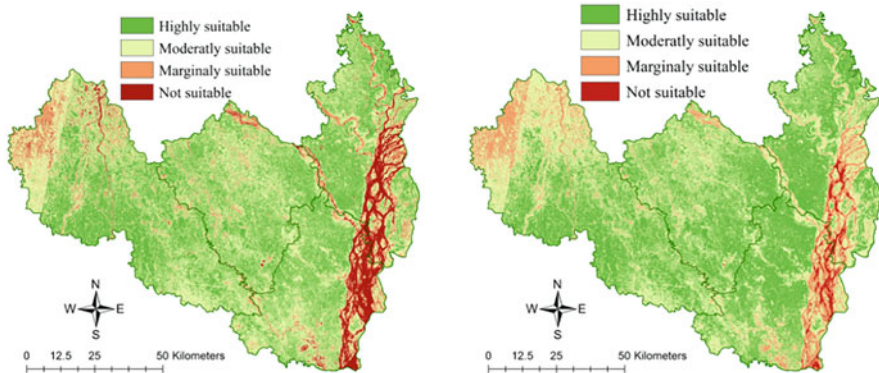 Highly suitable
Moderatly suitable
Marginaly suitable
Not suitable
N
W E
S
0 12.5 25 50 Kilometers
Highly suitable
Moderatly suitable
Marginaly suitable
Not suitable
N
W E
S
0 12.5 25 50 Kilometers